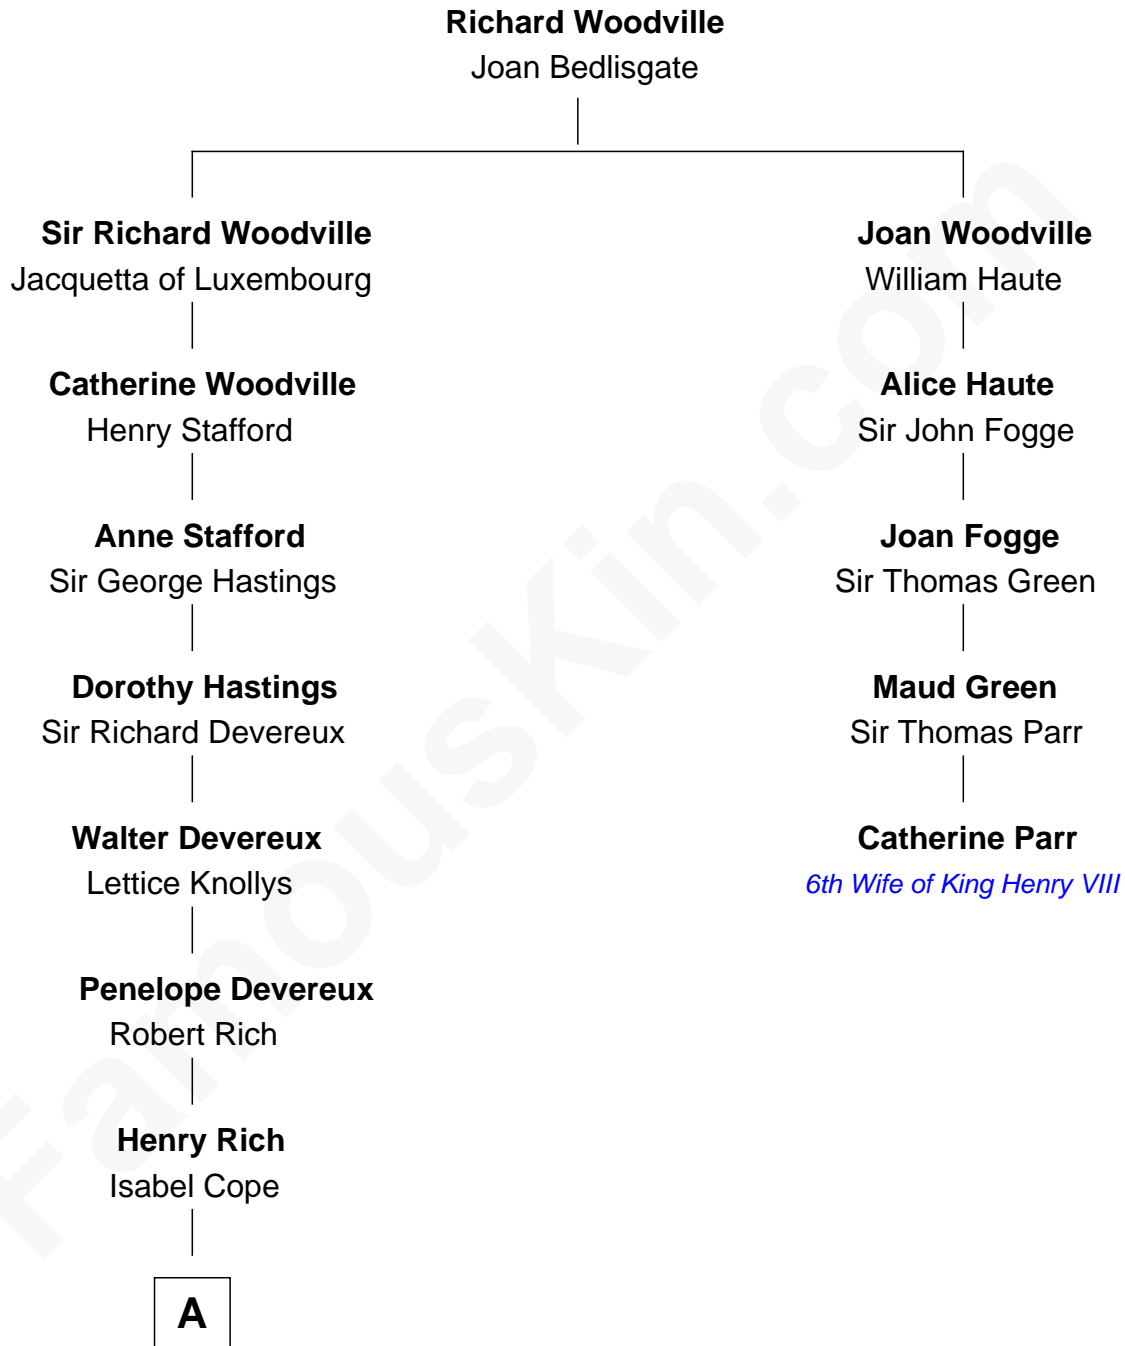 Richard Woodville
Joan Bedlisgate
Sir Richard Woodville
Jacquetta of Luxembourg
Joan Woodville
William Haute
Catherine Woodville
Henry Stafford
Alice Haute
Sir John Fogge
Anne Stafford
Sir George Hastings
Joan Fogge
Sir Thomas Green
Dorothy Hastings
Sir Richard Devereux
Maud Green
Sir Thomas Parr
Walter Devereux
Lettice Knollys
Catherine Parr
6th Wife of King Henry VIII
Penelope Devereux
Robert Rich
Henry Rich
Isabel Cope
A
FamousKin.com